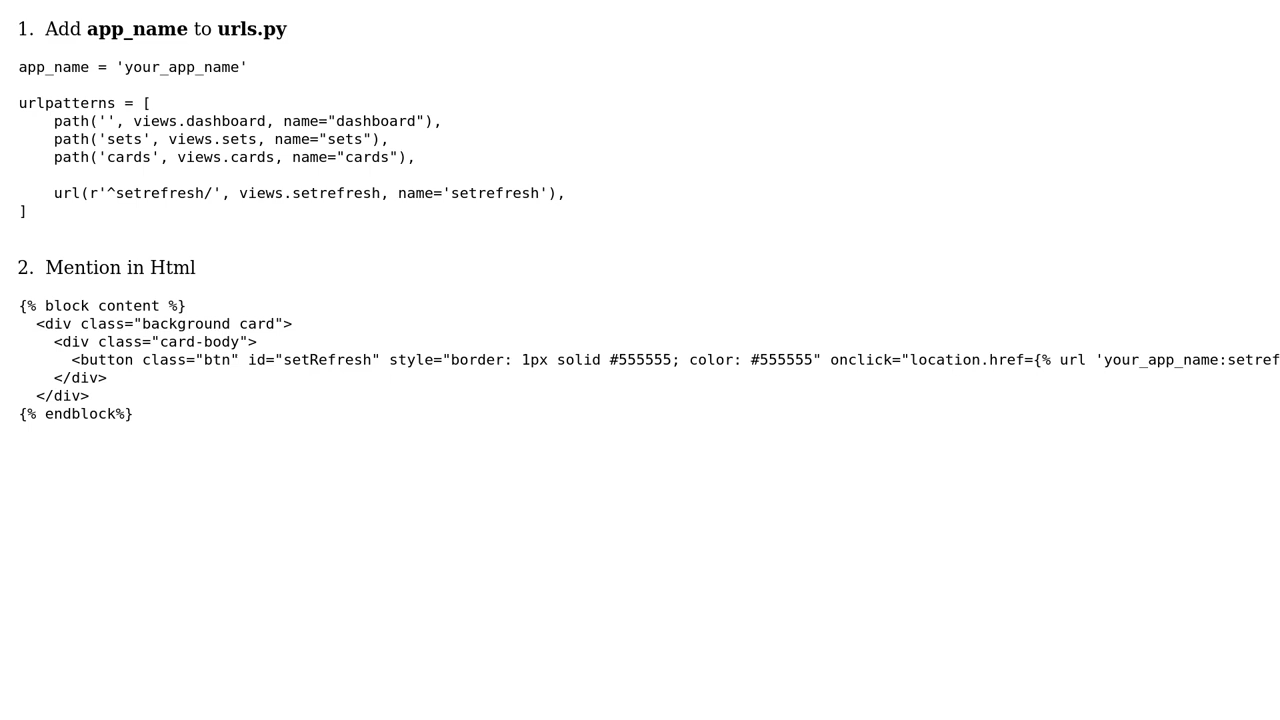 1. Add app_name to urls.py
app_name = 'your_app_name'
urlpatterns = [
    path('', views.dashboard, name="dashboard"),
    path('sets', views.sets, name="sets"),
    path('cards', views.cards, name="cards"),
    url(r'^setrefresh/', views.setrefresh, name='setrefresh'),
]
2. Mention in Html
{% block content %}
  <div class="background card">
    <div class="card-body">
      <button class="btn" id="setRefresh" style="border: 1px solid #555555; color: #555555" onclick="location.href={% url 'your_app_name:setref
    </div>
  </div>
{% endblock%}